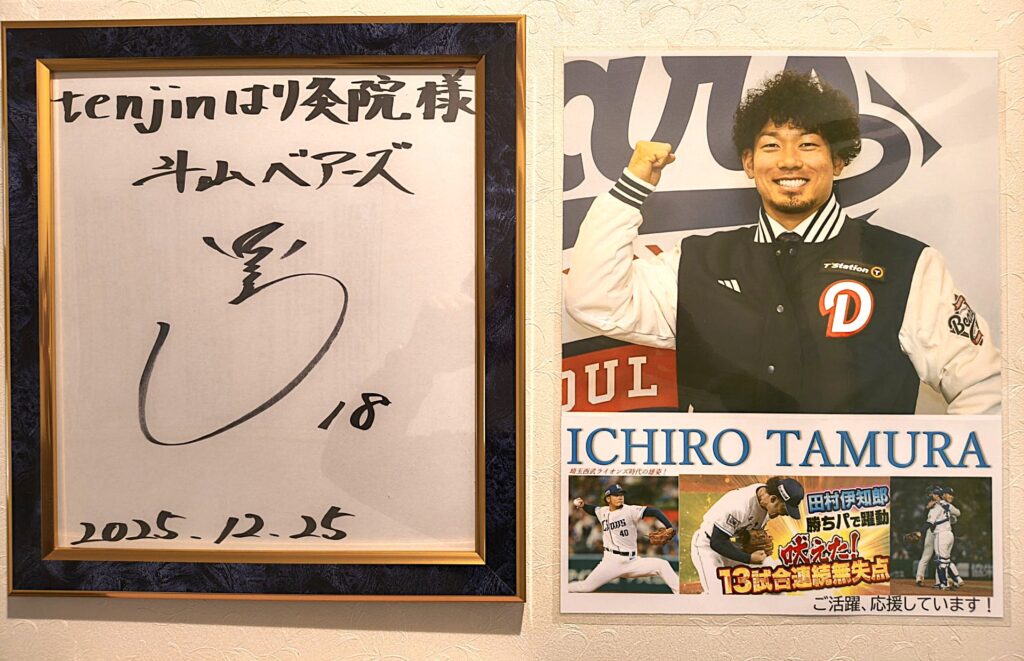 tenjinはり灸院 様
斗山ベアーズ
18
2025.12.25
T'Station
D
Bears
OUL
ICHIRO TAMURA
埼玉西武ライオンズ時代の雄姿!
LIONS
40
田村伊知郎
勝ちパで躍動
吠えた!
13試合連続無失点
ご活躍、応援しています!